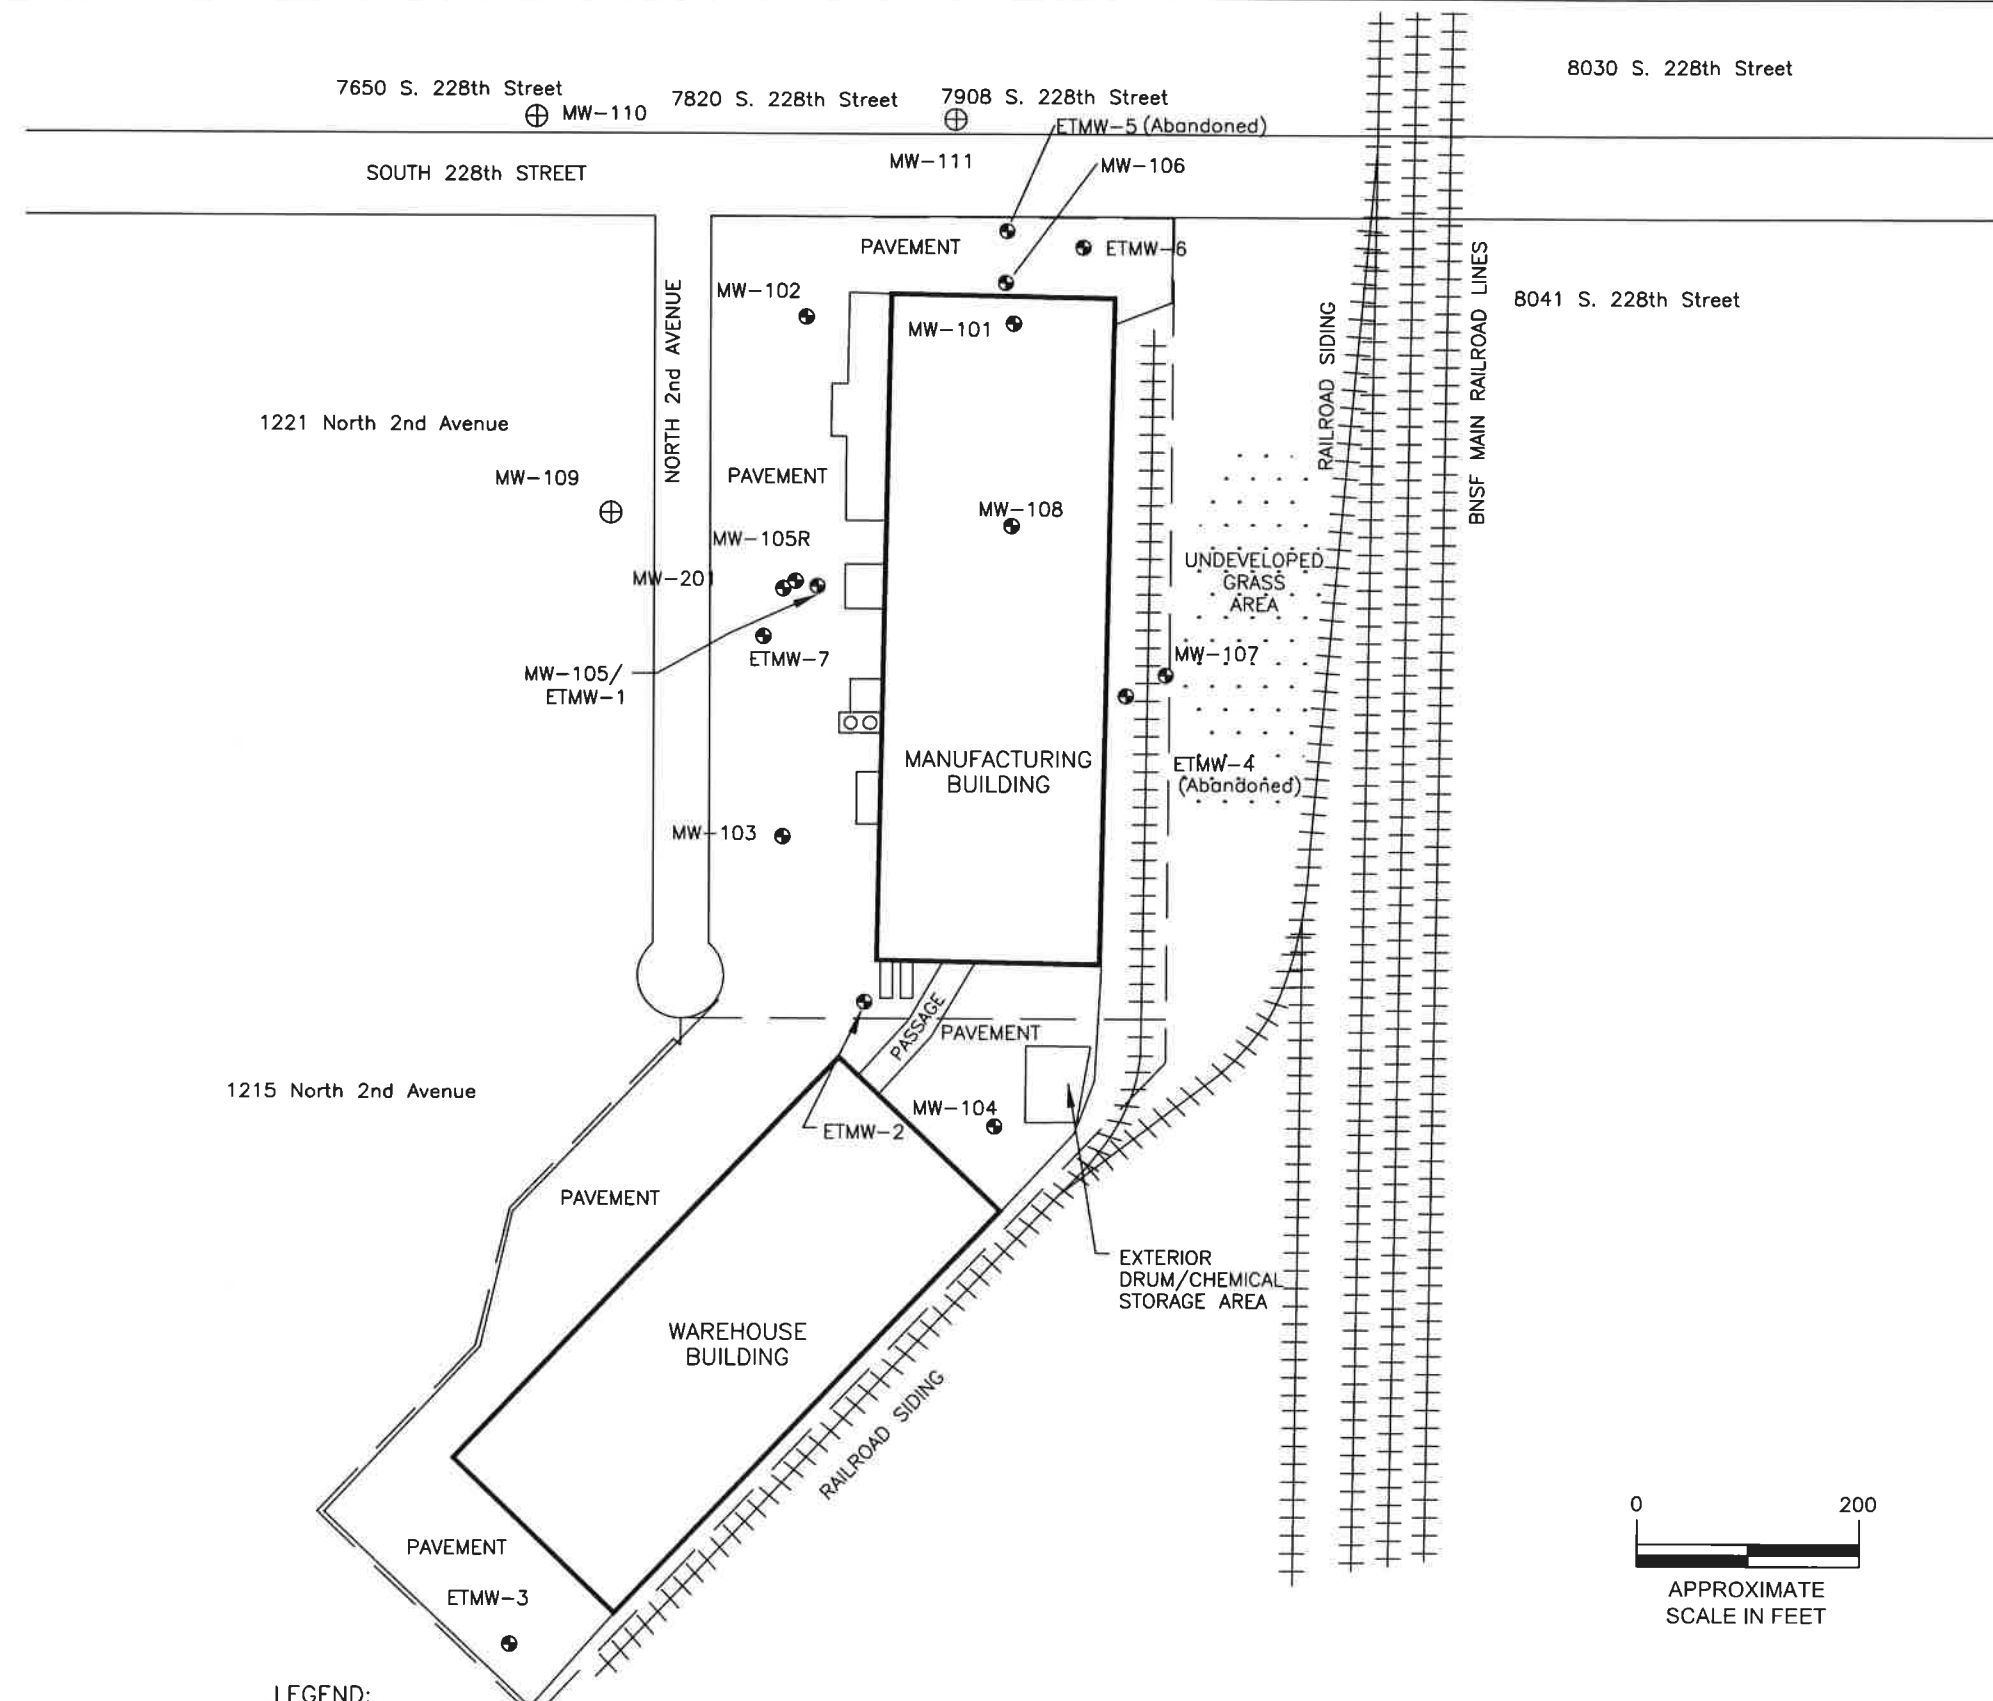 7650 S. 228th Street
7820 S. 228th Street
7908 S. 228th Street
8030 S. 228th Street
MW-110
ETMW-5 (Abandoned)
SOUTH 228th STREET
MW-111
MW-106
PAVEMENT
ETMW-6
MW-102
MW-101
NORTH 2nd AVENUE
RAILROAD SIDING
BNSF MAIN RAILROAD LINES
8041 S. 228th Street
1221 North 2nd Avenue
MW-109
PAVEMENT
MW-108
MW-105R
MW-201
UNDEVELOPED
GRASS
AREA
ETMW-7
MW-105/
ETMW-1
MW-107
MANUFACTURING
BUILDING
ETMW-4
(Abandoned)
MW-103
PASSAGE
PAVEMENT
1215 North 2nd Avenue
MW-104
ETMW-2
PAVEMENT
EXTERIOR
DRUM/CHEMICAL
STORAGE AREA
WAREHOUSE
BUILDING
RAILROAD SIDING
PAVEMENT
ETMW-3
0 200
APPROXIMATE
SCALE IN FEET
LEGEND: